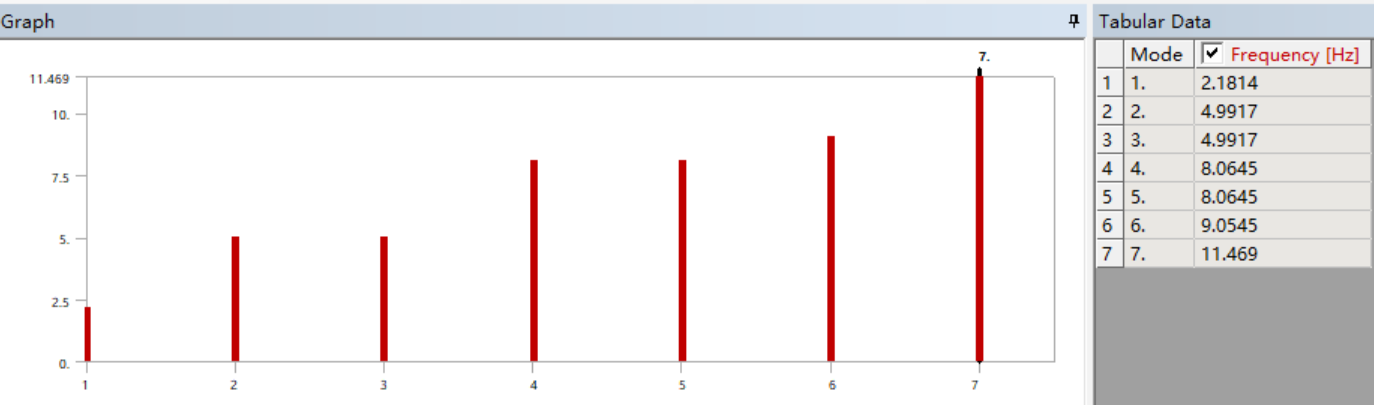 Graph
7.
11.469
10.
7.5
5.
2.5
0.
1 2 3 4 5 6 7
Tabular Data
Mode Frequency [Hz]
1 1. 2.1814
2 2. 4.9917
3 3. 4.9917
4 4. 8.0645
5 5. 8.0645
6 6. 9.0545
7 7. 11.469